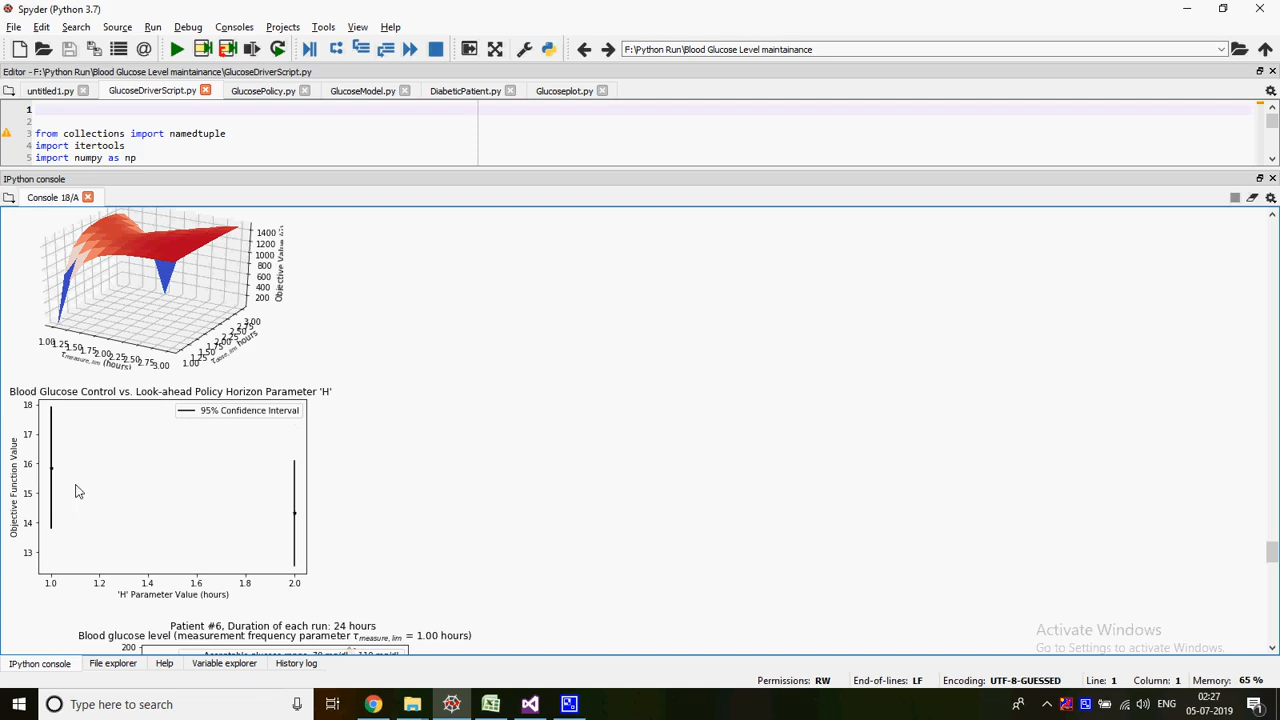 Spyder (Python 3.7)
File Edit Search Source Run Debug Consoles Projects Tools View Help
F:\Python Run\Blood Glucose Level maintainance
Editor - F:\Python Run\Blood Glucose Level maintainance\GlucoseDriverScript.py
untitled1.py GlucoseDriverScript.py GlucosePolicy.py GlucoseModel.py DiabeticPatient.py Glucoseplot.py
1
2
3 from collections import namedtuple
4 import itertools
5 import numpy as np
IPython console
Console 18/A
1400
1200
1000
800
600
400
200
Objective Value
1.00 1.25 1.50 1.75 2.00 2.25 2.50 2.75 3.00
τmeasure,lim (hours)
1.00 1.25 1.50 1.75 2.00 2.25 2.50 2.75 3.00
hours
Blood Glucose Control vs. Look-ahead Policy Horizon Parameter 'H'
95% Confidence Interval
18
17
16
15
14
13
Objective Function Value
1.0 1.2 1.4 1.6 1.8 2.0
'H' Parameter Value (hours)
Patient #6, Duration of each run: 24 hours
Blood glucose level (measurement frequency parameter τmeasure,lim = 1.00 hours)
200
Activate Windows
Go to Settings to activate Windows.
IPython console File explorer Help Variable explorer History log
Permissions: RW End-of-lines: LF Encoding: UTF-8-GUESSED Line: 1 Column: 1 Memory: 65 %
Type here to search
ENG
02:27
05-07-2019
1